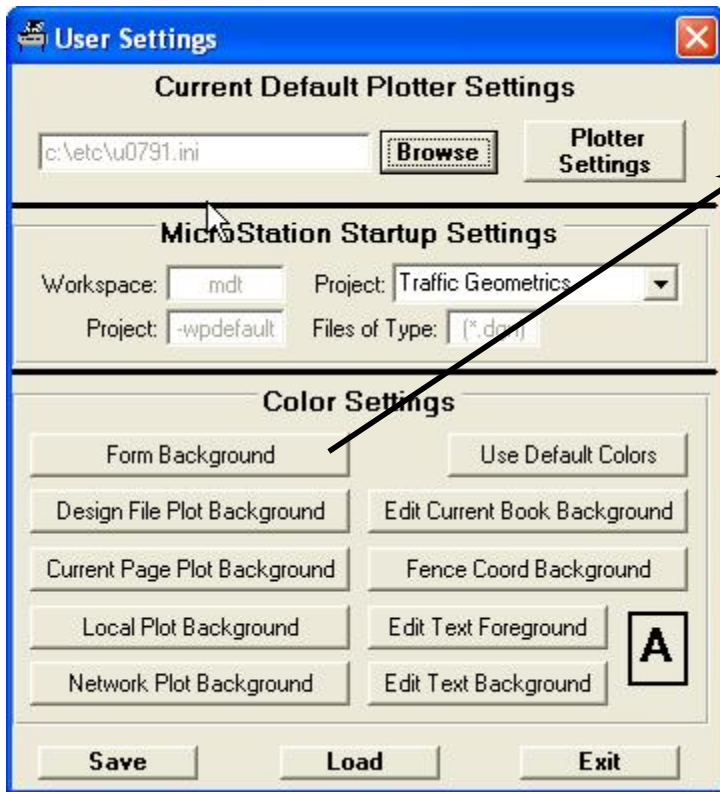 User Settings
Current Default Plotter Settings
c:\etc\u0791.ini
Browse
Plotter
Settings
MicroStation Startup Settings
Workspace: mdt Project: Traffic Geometrics
Project: -wpdefault Files of Type: (*.dgn)
Color Settings
Form Background
Use Default Colors
Design File Plot Background
Edit Current Book Background
Current Page Plot Background
Fence Coord Background
Local Plot Background
Edit Text Foreground
A
Network Plot Background
Edit Text Background
Save
Load
Exit